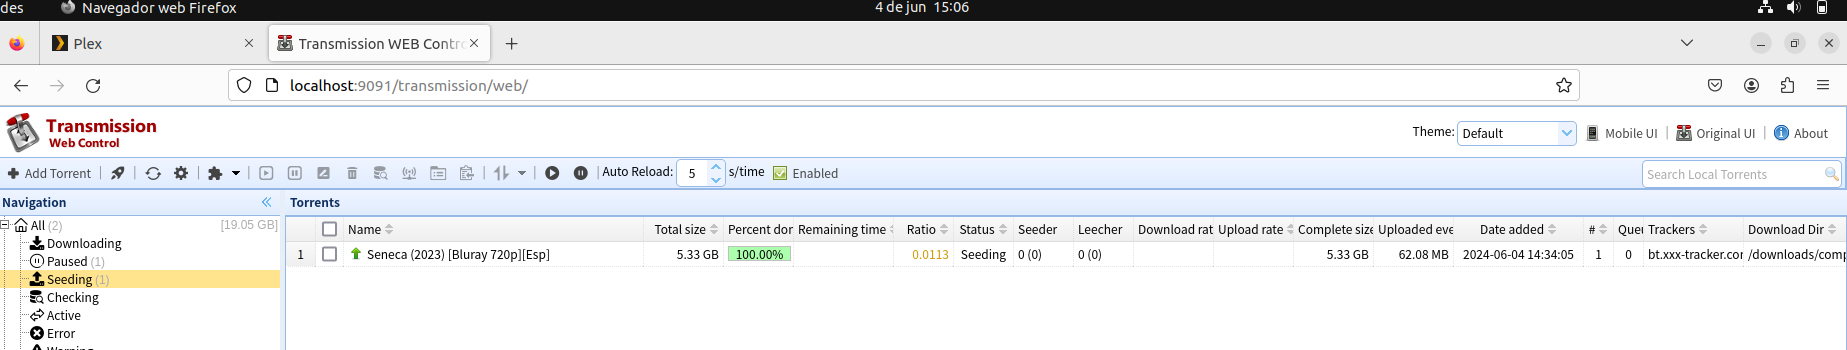 des Navegador web Firefox 4 de jun 15:06
Plex Transmission WEB Contro
localhost:9091/transmission/web/
Transmission
Web Control
Theme: Default Mobile UI Original UI About
Add Torrent Auto Reload: 5 s/time Enabled Search Local Torrents
Navigation Torrents
All (2) [19.05 GB]
Name Total size Percent don Remaining time Ratio Status Seeder Leecher Download rat Upload rate Complete size Uploaded eve Date added # Quei Trackers Download Dir
Downloading
1 Seneca (2023) [Bluray 720p][Esp] 5.33 GB 100.00% 0.0113 Seeding 0 (0) 0 (0) 5.33 GB 62.08 MB 2024-06-04 14:34:05 1 0 bt.xxx-tracker.cor /downloads/comp
Paused (1)
Seeding (1)
Checking
Active
Error
Warning